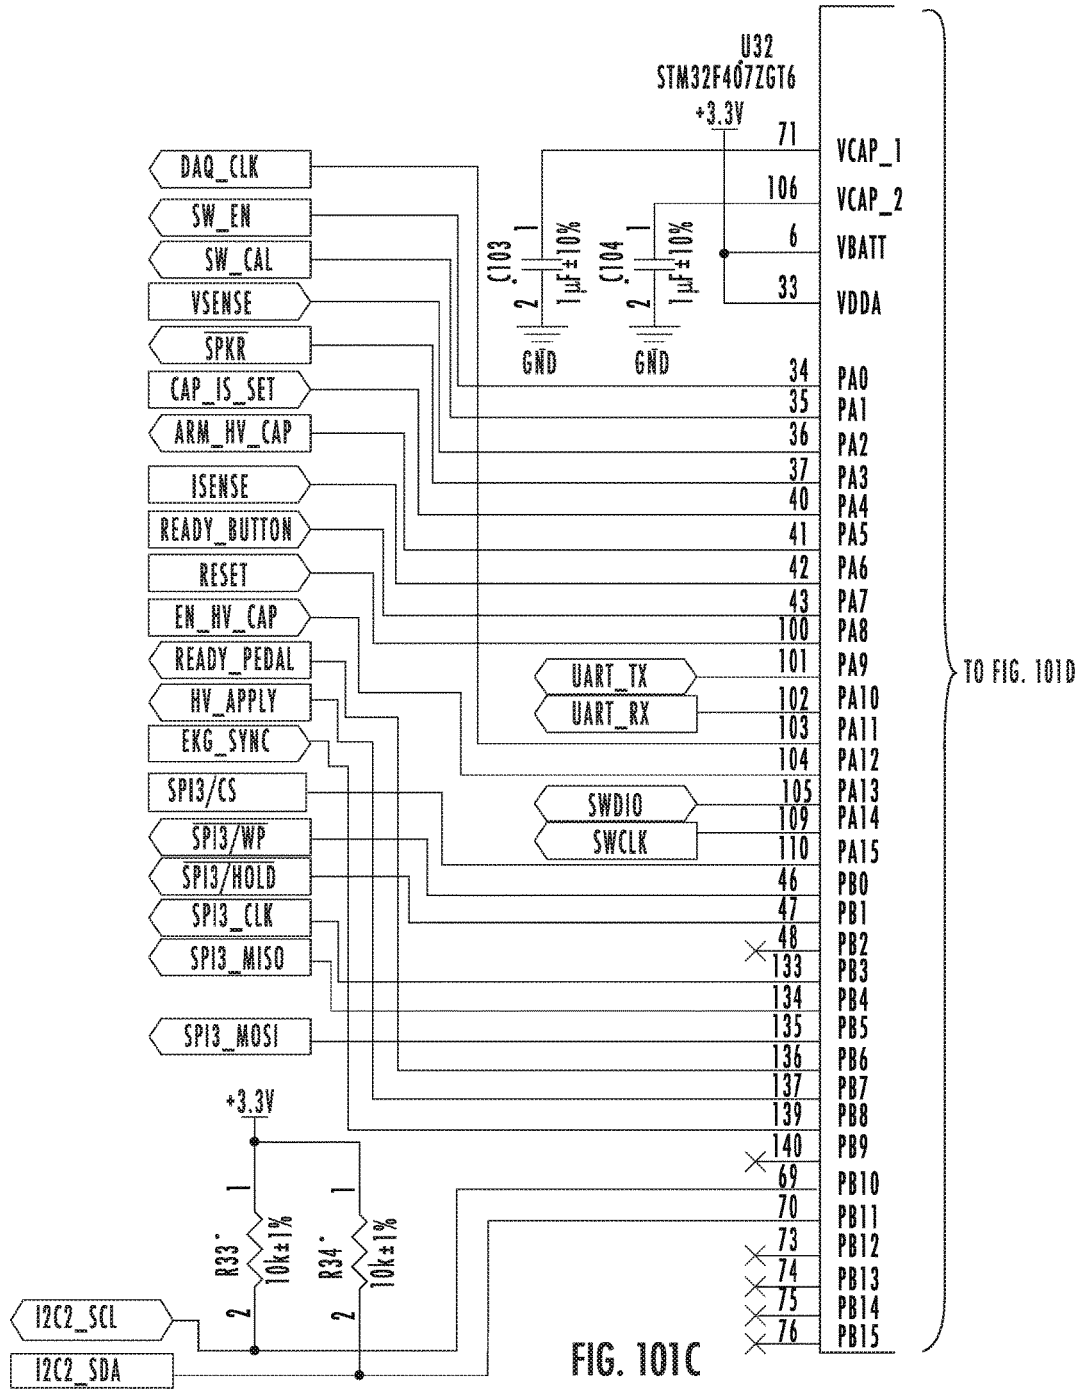 U32
STM32F407ZGT6
+3.3V
71 VCAP_1
106 VCAP_2
6 VBATT
33 VDDA
C103 1 2 1µF±10%
GND
C104 1 2 1µF±10%
GND
DAQ_CLK
SW_EN
SW_CAL
VSENSE
SPKR
CAP_IS_SET
ARM_HV_CAP
ISENSE
READY_BUTTON
RESET
EN_HV_CAP
READY_PEDAL
HV_APPLY
EKG_SYNC
SPI3/CS
SPI3/WP
SPI3/HOLD
SPI3_CLK
SPI3_MISO
SPI3_MOSI
UART_TX
UART_RX
SWDIO
SWCLK
34 PA0
35 PA1
36 PA2
37 PA3
40 PA4
41 PA5
42 PA6
43 PA7
100 PA8
101 PA9
102 PA10
103 PA11
104 PA12
105 PA13
109 PA14
110 PA15
46 PB0
47 PB1
48 PB2
133 PB3
134 PB4
135 PB5
136 PB6
137 PB7
139 PB8
140 PB9
69 PB10
70 PB11
73 PB12
74 PB13
75 PB14
76 PB15
TO FIG. 101D
+3.3V
R33 1 2 10k±1%
R34 1 2 10k±1%
I2C2_SCL
I2C2_SDA
FIG. 101C